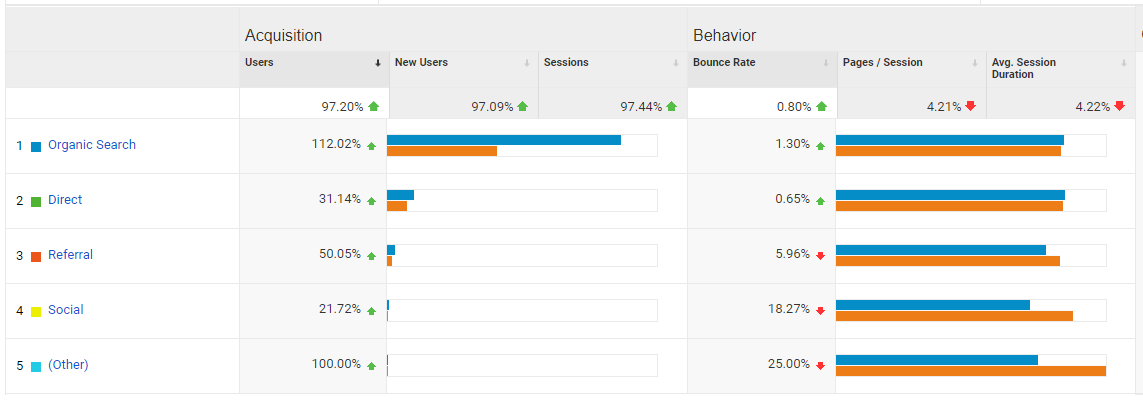 Acquisition Behavior
Users New Users Sessions Bounce Rate Pages / Session Avg. Session
Duration
97.20% 97.09% 97.44% 0.80% 4.21% 4.22%
1 Organic Search 112.02% 1.30%
2 Direct 31.14% 0.65%
3 Referral 50.05% 5.96%
4 Social 21.72% 18.27%
5 (Other) 100.00% 25.00%